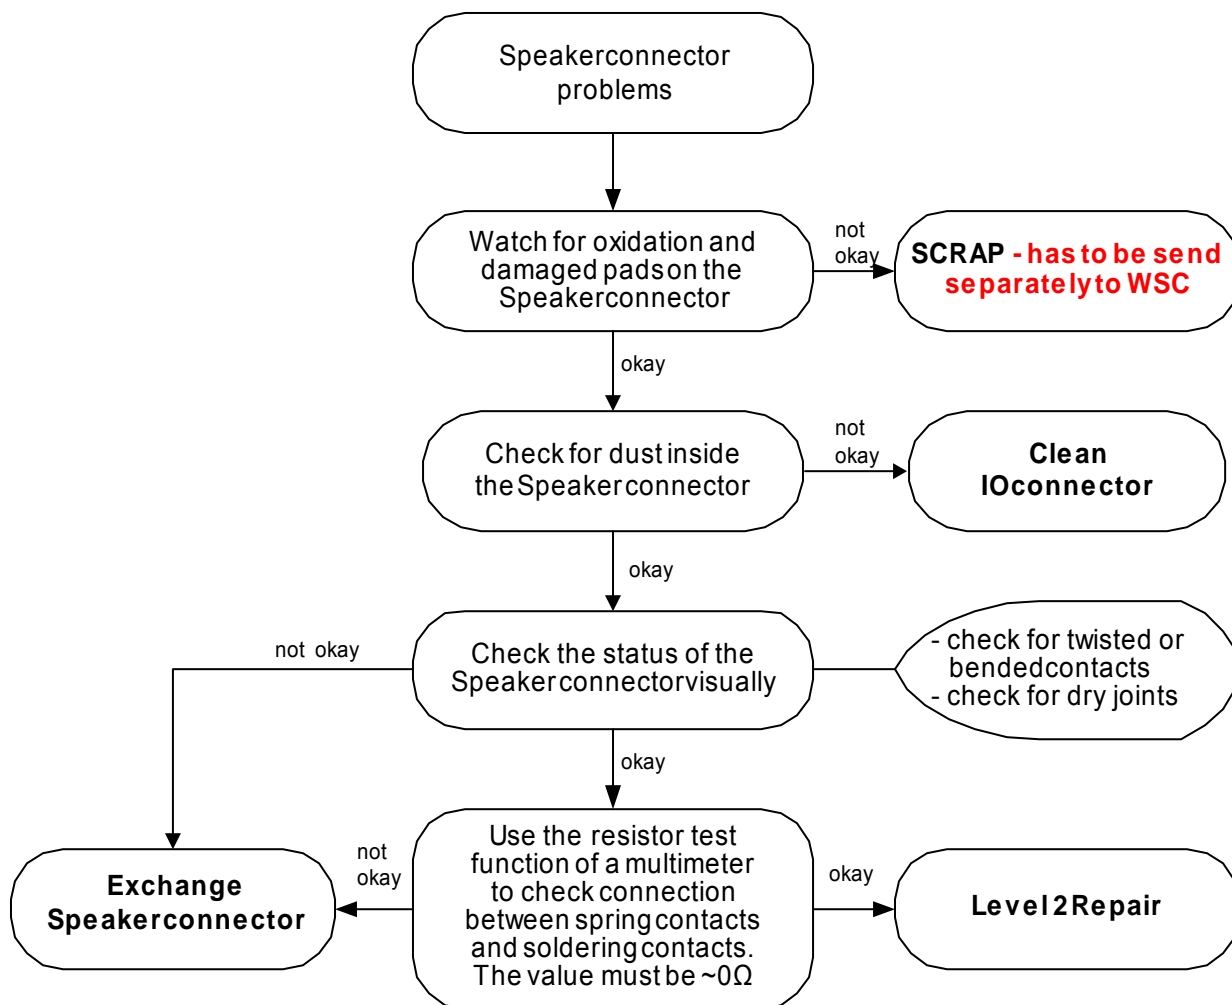 Speakerconnector
problems
Watch for oxidation and
damaged pads on the
Speakerconnector
not
okay
SCRAP - has to be send
separately to WSC
okay
Check for dust inside
the Speakerconnector
not
okay
Clean
IOconnector
okay
not okay
Check the status of the
Speakerconnector visually
- check for twisted or
bended contacts
- check for dry joints
okay
Exchange
Speakerconnector
not
okay
Use the resistor test
function of a multimeter
to check connection
between spring contacts
and soldering contacts.
The value must be ~0Ω
okay
Level 2 Repair